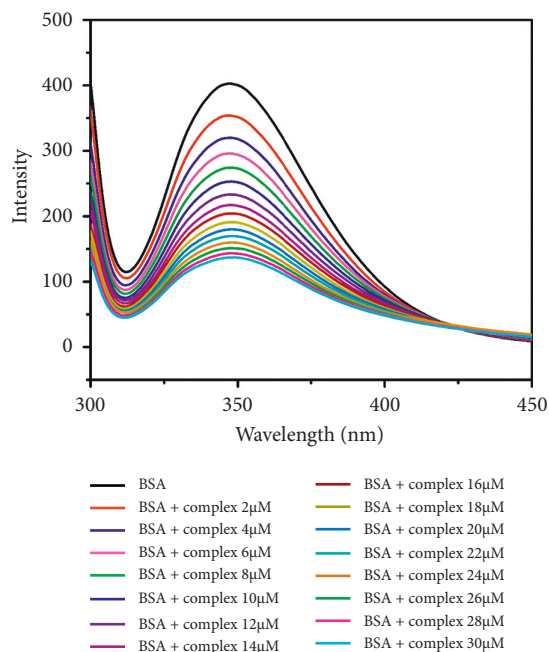 500
400
300
200
100
0
Intensity
300
350
400
450
Wavelength (nm)
BSA
BSA + complex 2μM
BSA + complex 4μM
BSA + complex 6μM
BSA + complex 8μM
BSA + complex 10μM
BSA + complex 12μM
BSA + complex 14μM
BSA + complex 16μM
BSA + complex 18μM
BSA + complex 20μM
BSA + complex 22μM
BSA + complex 24μM
BSA + complex 26μM
BSA + complex 28μM
BSA + complex 30μM